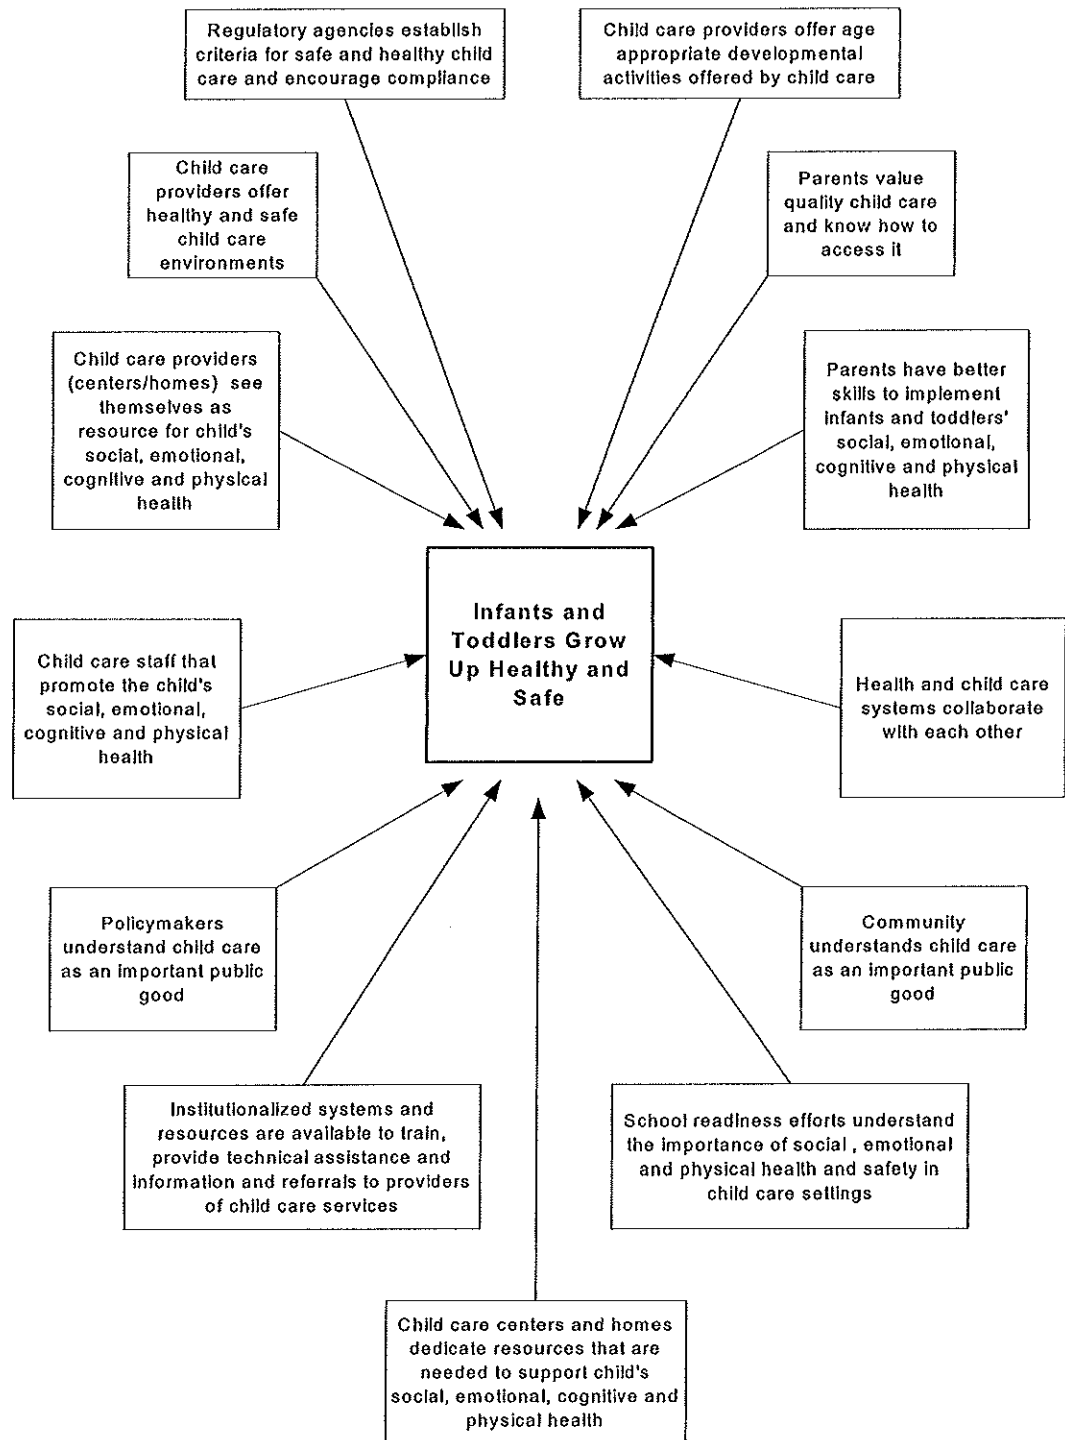 Regulatory agencies establish
criteria for safe and healthy child
care and encourage compliance
Child care providers offer age
appropriate developmental
activities offered by child care
Child care
providers offer
healthy and safe
child care
environments
Parents value
quality child care
and know how to
access it
Child care providers
(centers/homes) see
themselves as
resource for child's
social, emotional,
cognitive and physical
health
Parents have better
skills to implement
infants and toddlers'
social, emotional,
cognitive and physical
health
Infants and
Toddlers Grow
Up Healthy and
Safe
Child care staff that
promote the child's
social, emotional,
cognitive and physical
health
Health and child care
systems collaborate
with each other
Policymakers
understand child care
as an important public
good
Community
understands child care
as an important public
good
Institutionalized systems and
resources are available to train,
provide technical assistance and
information and referrals to providers
of child care services
School readiness efforts understand
the importance of social , emotional
and physical health and safety in
child care settings
Child care centers and homes
dedicate resources that are
needed to support child's
social, emotional, cognitive and
physical health